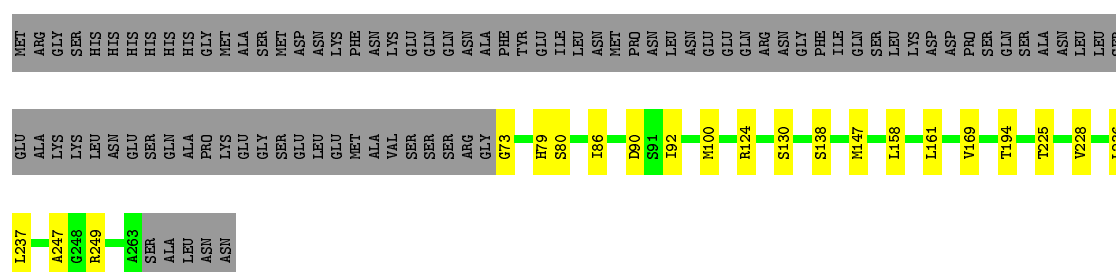 MET ARG GLY SER HIS HIS HIS HIS HIS HIS GLY MET ALA SER MET ASP ASN LYS PHE ASN LYS GLU GLN GLN ASN ALA PHE TYR GLU ILE LEU ASN MET PRO ASN LEU ASN GLU GLU GLN ARG ASN GLY PHE ILE GLN SER LEU LYS ASP ASP PRO SER GLN SER ALA ASN LEU LEU
GLU ALA LYS LYS LEU ASN GLU SER GLN ALA PRO LYS GLU GLY SER GLU LEU GLU MET ALA VAL SER SER SER ARG GLY G73 H79 S80 I86 D90 S91 I92 M100 R124 S130 S138 M147 L158 L161 V169 T194 T225 V228
L237 A247 G248 R249 A263 SER ALA LEU ASN ASN